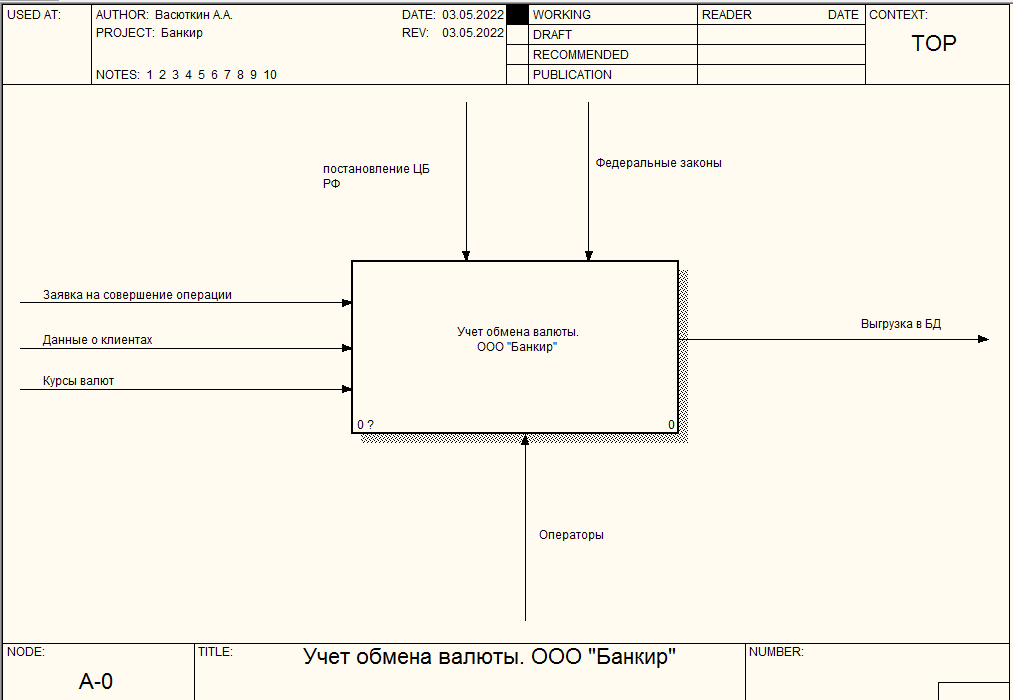 USED AT:
AUTHOR: Васюткин А.А.
DATE: 03.05.2022
WORKING
READER
DATE
CONTEXT:
PROJECT: Банкир
REV: 03.05.2022
DRAFT
TOP
RECOMMENDED
NOTES: 1 2 3 4 5 6 7 8 9 10
PUBLICATION
постановление ЦБ
РФ
Федеральные законы
Заявка на совершение операции
Данные о клиентах
Курсы валют
Учет обмена валюты.
ООО "Банкир"
0 ?
0
Выгрузка в БД
Операторы
NODE:
A-0
TITLE:
Учет обмена валюты. ООО "Банкир"
NUMBER: